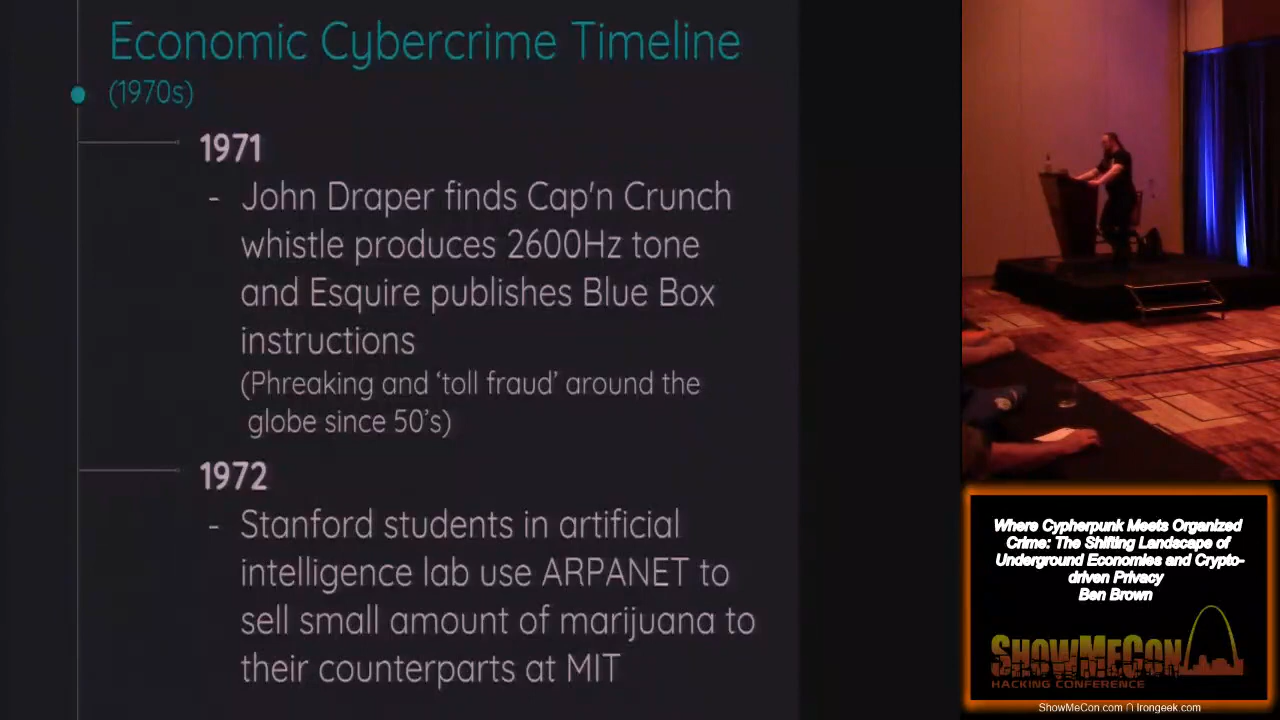 Economic Cybercrime Timeline
(1970s)
1971
- John Draper finds Cap'n Crunch
whistle produces 2600Hz tone
and Esquire publishes Blue Box
instructions
(Phreaking and ‘toll fraud’ around the
globe since 50’s)
1972
- Stanford students in artificial
intelligence lab use ARPANET to
sell small amount of marijuana to
their counterparts at MIT
Where Cypherpunk Meets Organized
Crime: The Shifting Landscape of
Underground Economies and Crypto-
driven Privacy
Ben Brown
ShowMeCon
HACKING CONFERENCE
ShowMeCon.com ∩ Irongeek.com